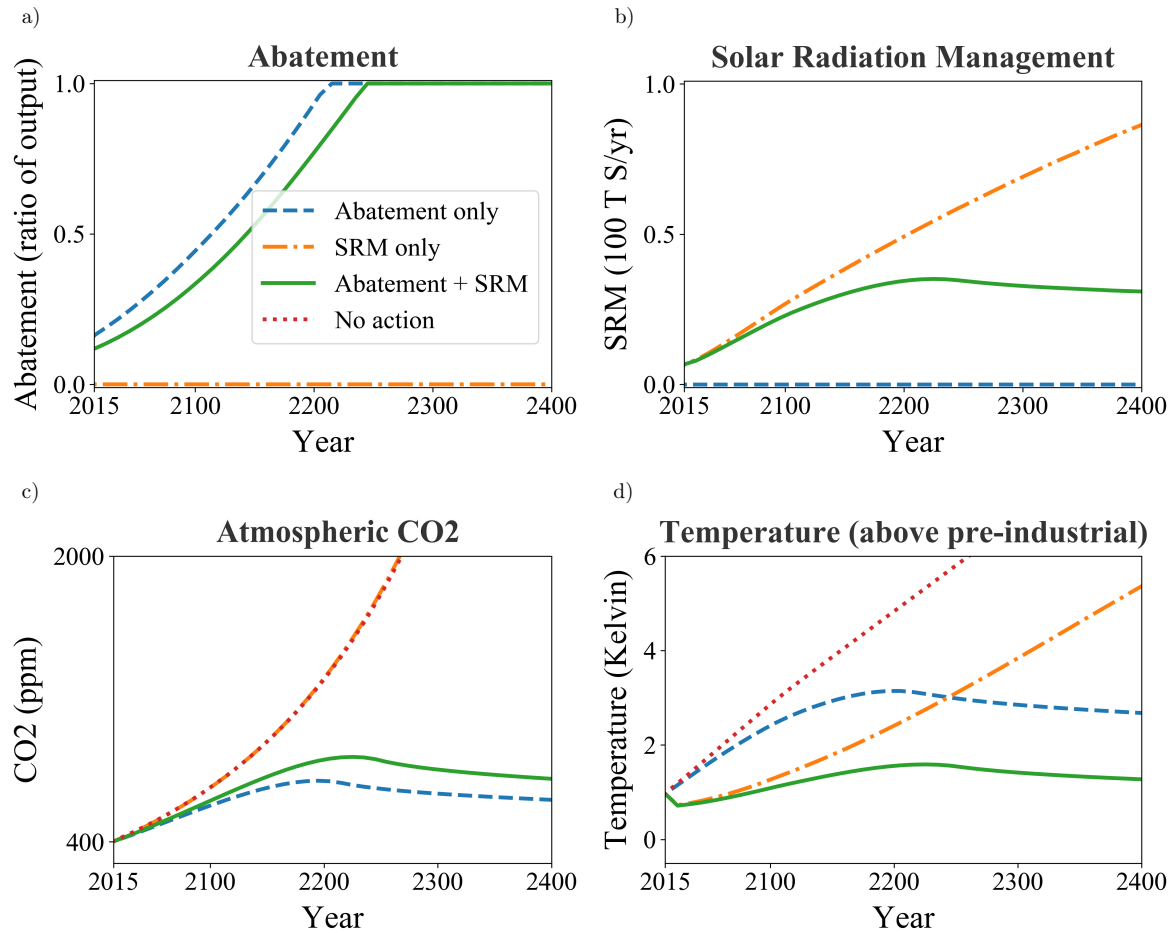 a)
Abatement
Abatement (ratio of output)
1.0
0.5
0.0
2015 2100 2200 2300 2400
Year
Abatement only
SRM only
Abatement + SRM
No action
b)
Solar Radiation Management
SRM (100 T S/yr)
1.0
0.5
0.0
2015 2100 2200 2300 2400
Year
c)
Atmospheric CO2
CO2 (ppm)
2000
400
2015 2100 2200 2300 2400
Year
d)
Temperature (above pre-industrial)
Temperature (Kelvin)
6
4
2
0
2015 2100 2200 2300 2400
Year